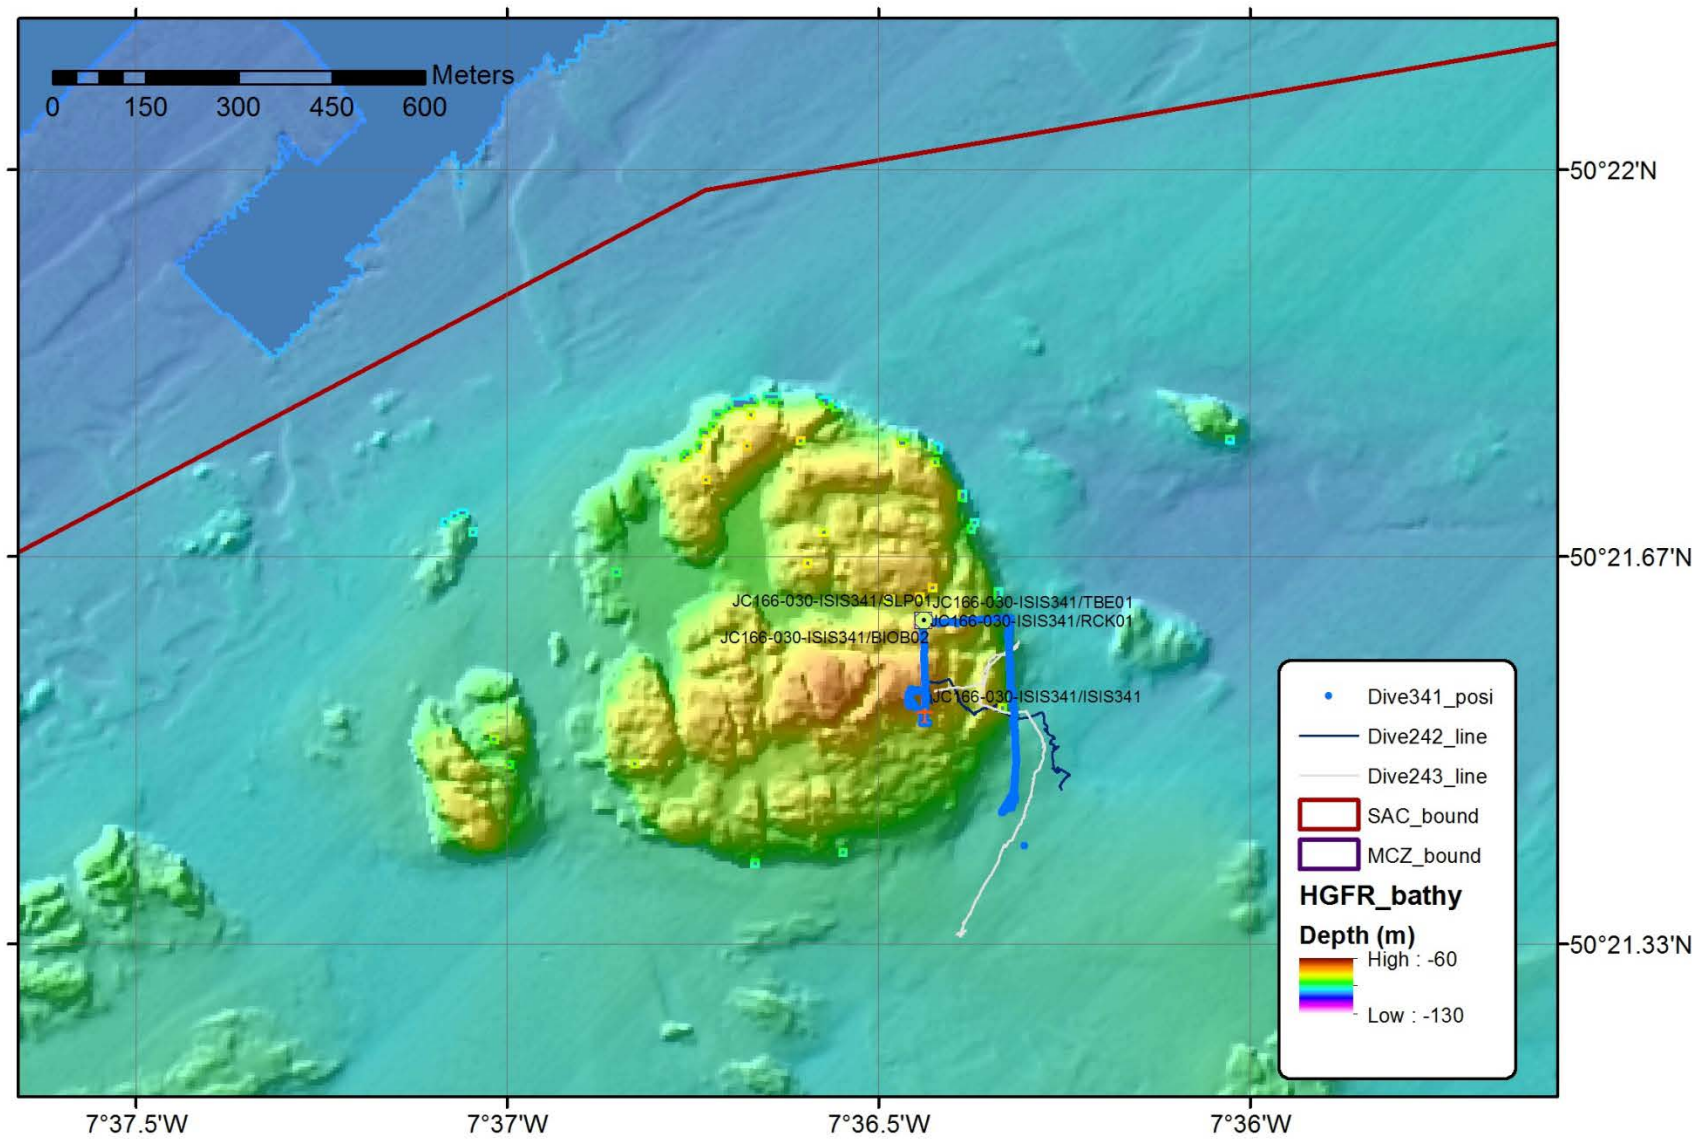 Meters
0 150 300 450 600
50°22'N
50°21.67'N
JC166-030-ISIS341/SLP01 JC166-030-ISIS341/TBE01
JC166-030-ISIS341/RCK01
JC166-030-ISIS341/BIOB02
JC166-030-ISIS341/ISIS341
Dive341_posi
Dive242_line
Dive243_line
SAC_bound
MCZ_bound
HGFR_bathy
Depth (m)
High : -60
Low : -130
50°21.33'N
7°37.5'W 7°37'W 7°36.5'W 7°36'W